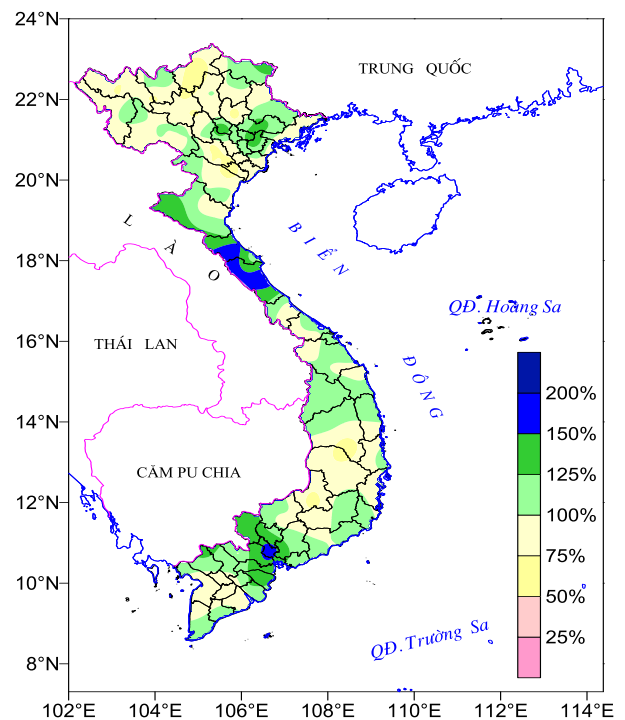 24°N
TRUNG QUỐC
22°N
20°N
LÀO
BIỂN
18°N
QĐ. Hoàng Sa
16°N
THÁI LAN
ĐÔNG
200%
14°N
150%
CĂM PU CHIA
125%
12°N
100%
75%
10°N
50%
QĐ. Trường Sa
25%
8°N
102°E 104°E 106°E 108°E 110°E 112°E 114°E